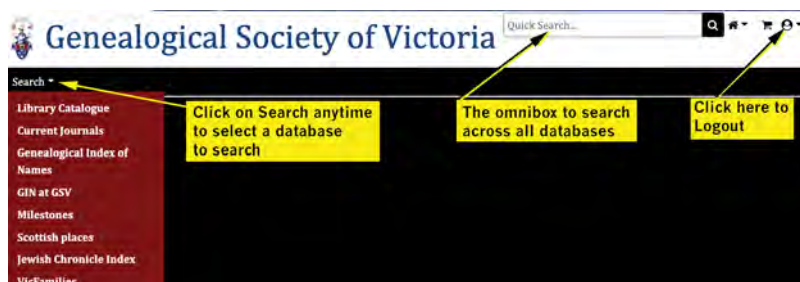 Genealogical Society of Victoria
Quick Search...
Search
Library Catalogue
Current Journals
Genealogical Index of
Names
GIN at GSV
Milestones
Scottish places
Jewish Chronicle Index
VicFamilies
Click on Search anytime
to select a database
to search
The omnibox to search
across all databases
Click here to
Logout